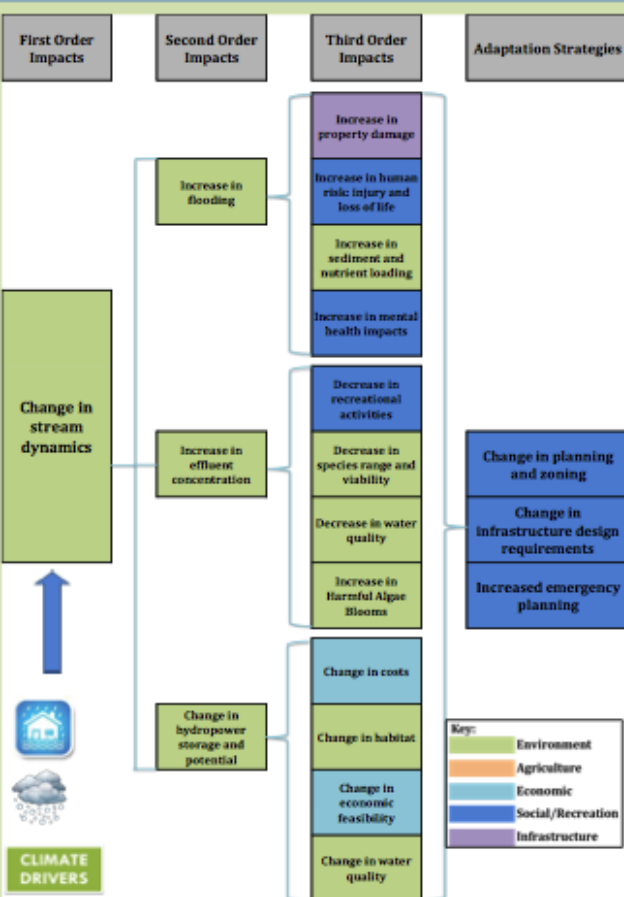 First Order
Impacts
Second Order
Impacts
Third Order
Impacts
Adaptation Strategies
Change in
stream
dynamics
Increase in
flooding
Increase in
effluent
concentration
Change in
hydropower
storage and
potential
Increase in
property damage
Increase in human
risk: injury and
loss of life
Increase in
sediment and
nutrient loading
Increase in mental
health impacts
Decrease in
recreational
activities
Decrease in
species range and
viability
Decrease in water
quality
Increase in
Harmful Algae
Blooms
Change in costs
Change in habitat
Change in
economic
feasibility
Change in water
quality
Change in planning
and zoning
Change in
infrastructure design
requirements
Increased emergency
planning
Key:
Environment
Agriculture
Economic
Social/Recreation
Infrastructure
CLIMATE
DRIVERS